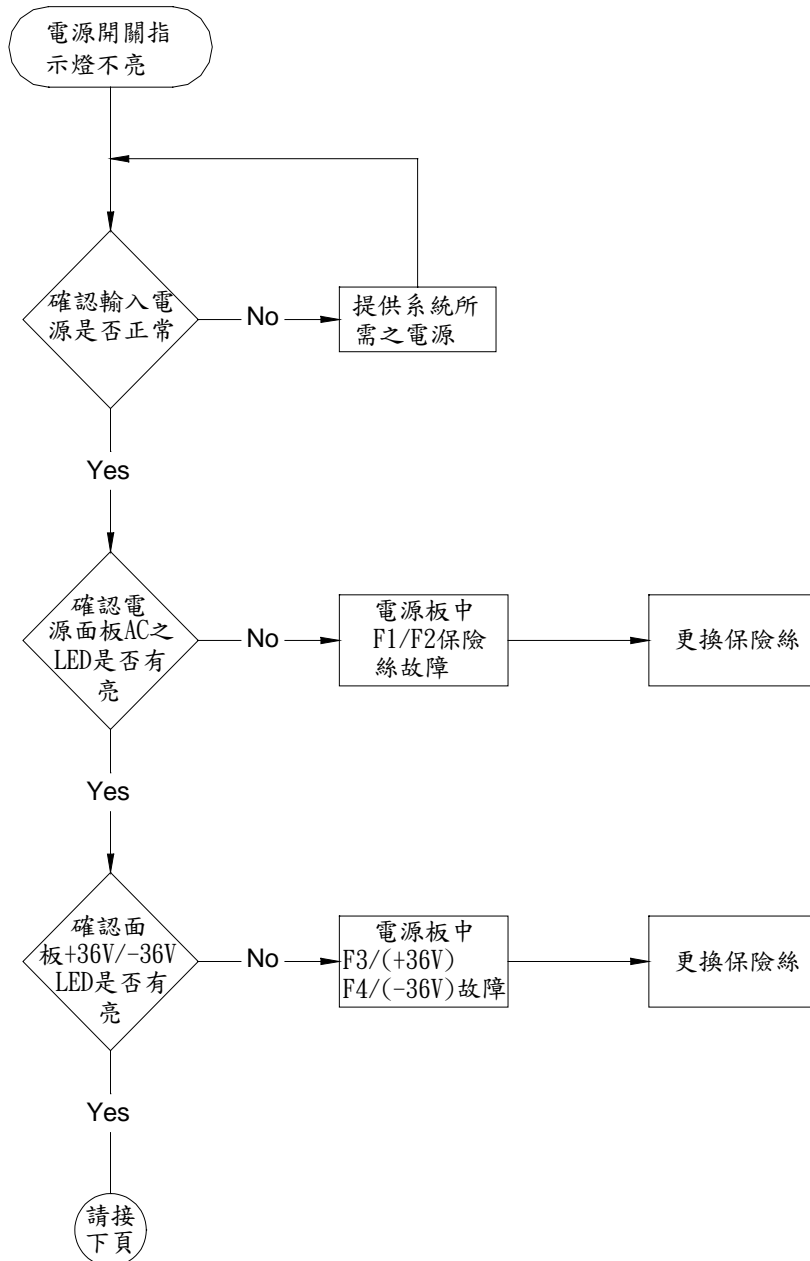 電源開關指
示燈不亮
確認輸入電
源是否正常
No
提供系統所
需之電源
Yes
確認電
源面板AC之
LED是否有
亮
No
電源板中
F1/F2保險
絲故障
更換保險絲
Yes
確認面
板+36V/-36V
LED是否有
亮
No
電源板中
F3/(+36V)
F4/(-36V)故障
更換保險絲
Yes
請接
下頁